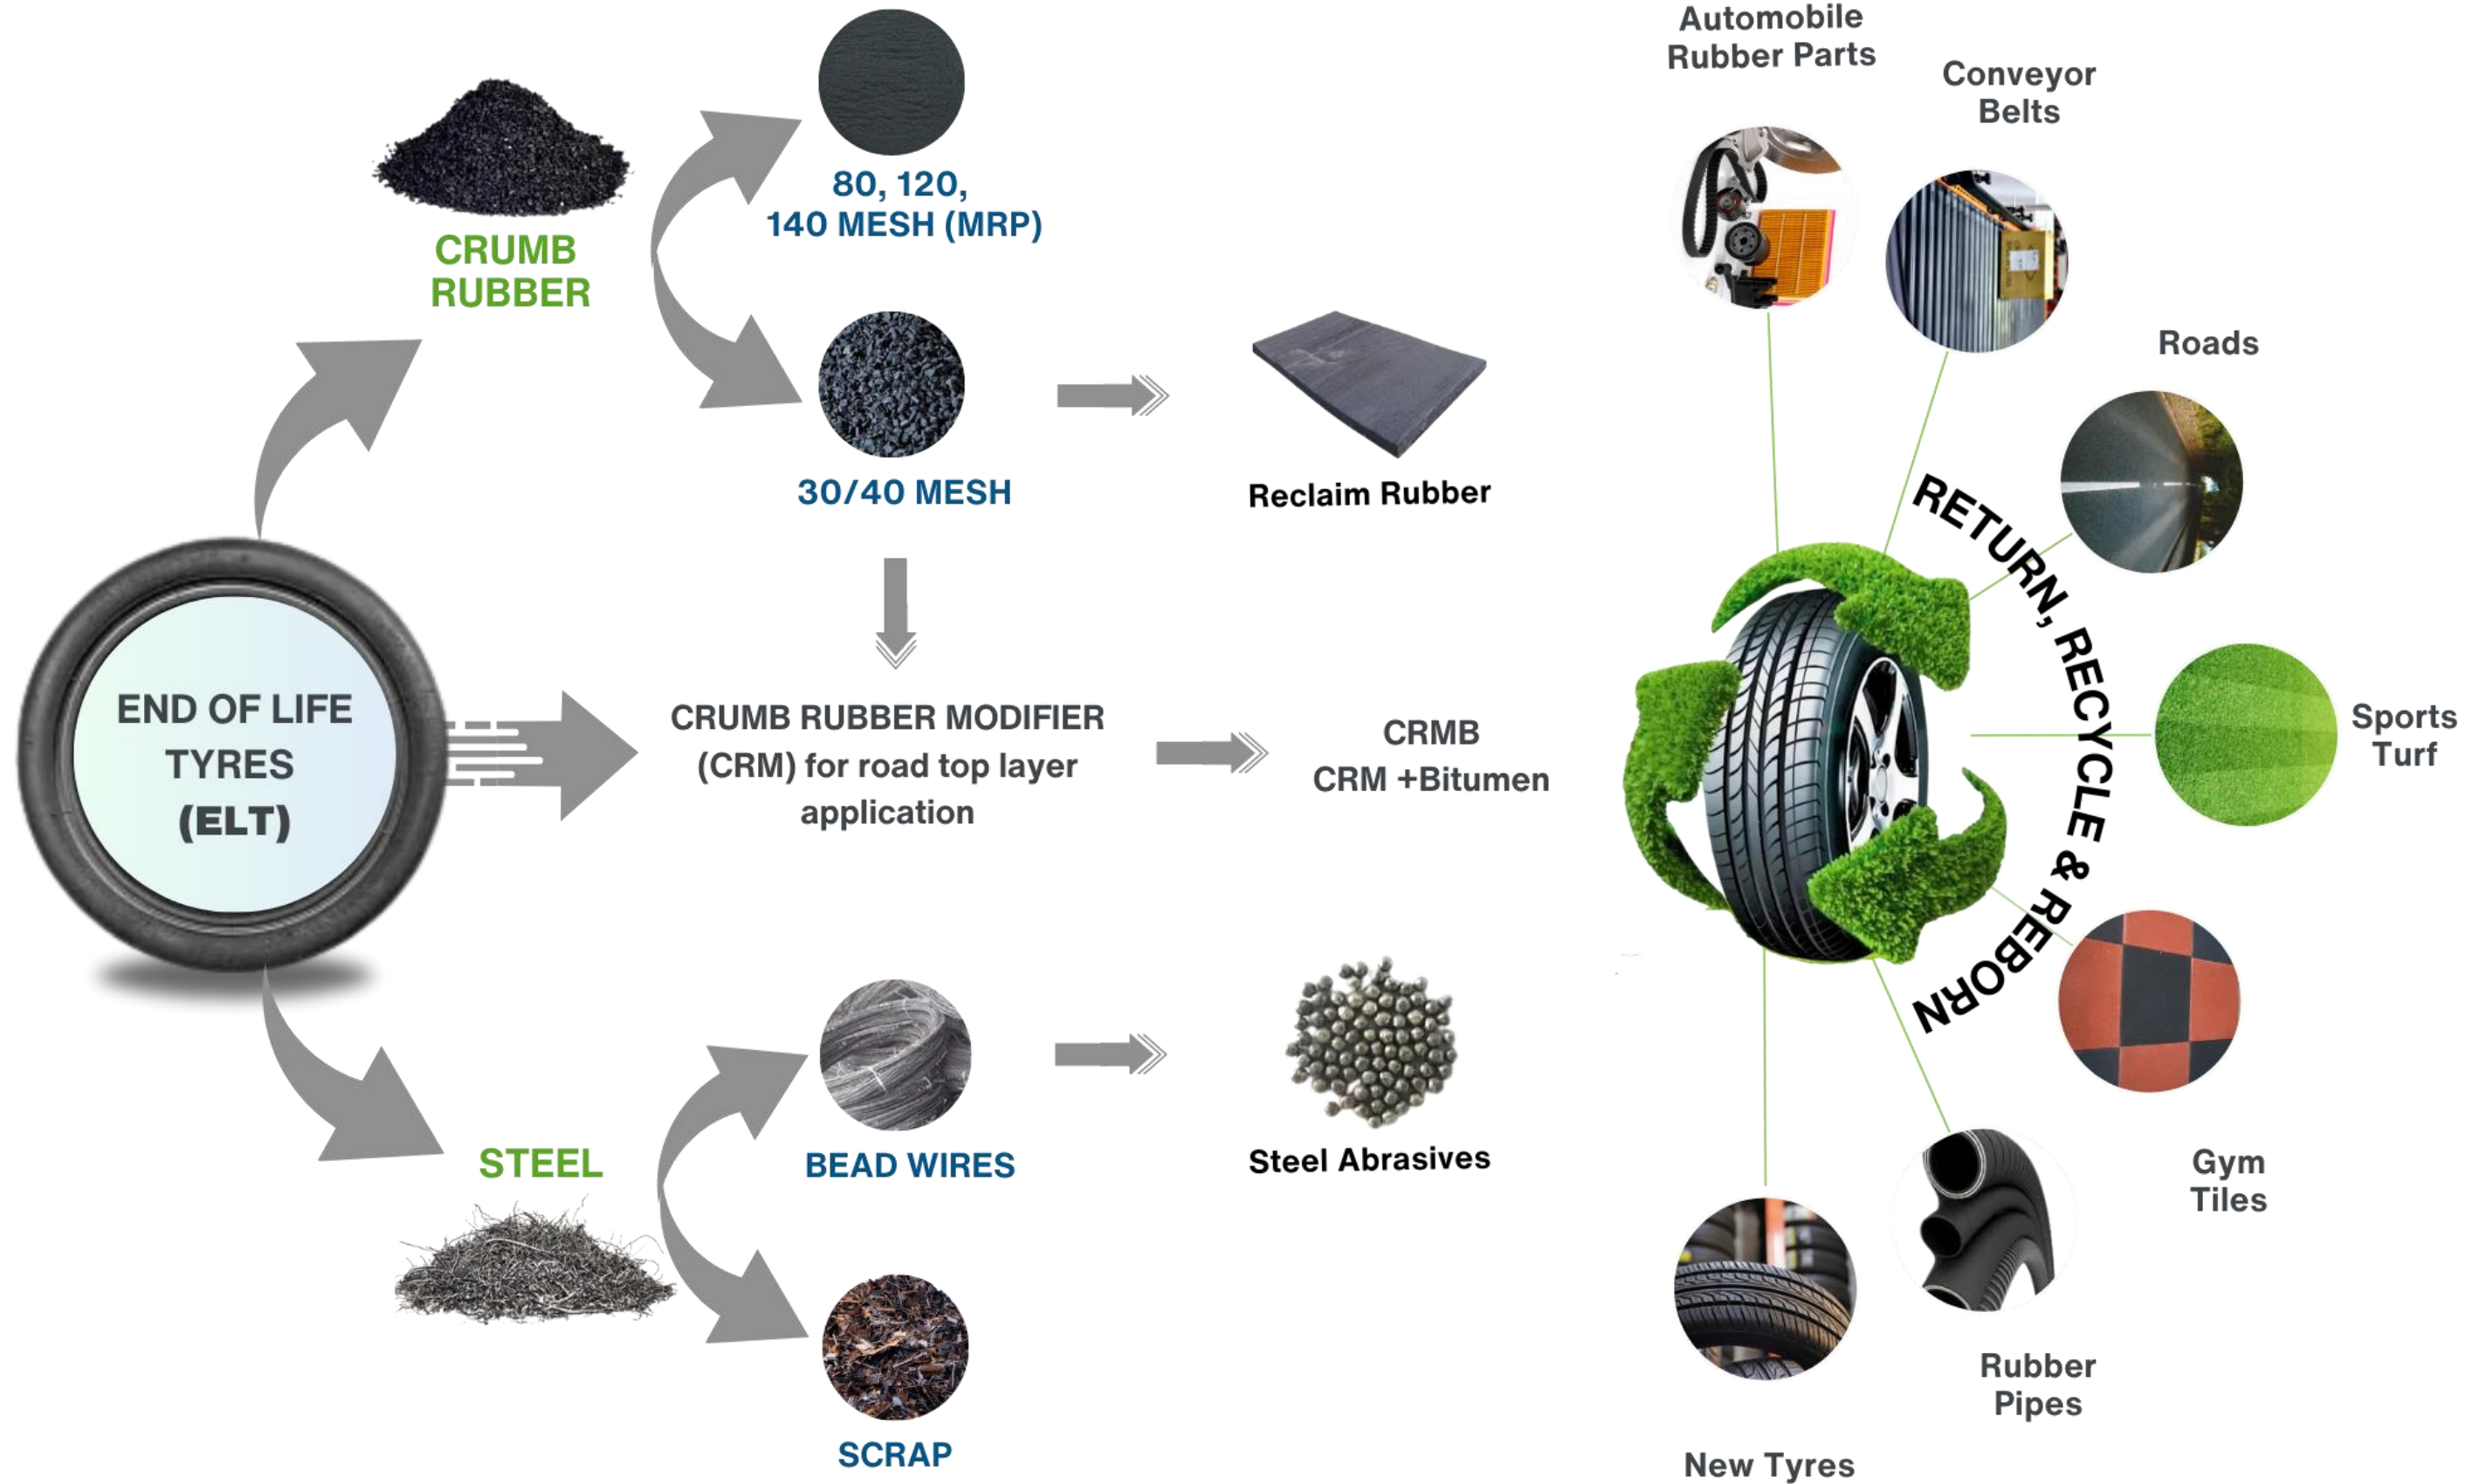 80, 120,
140 MESH (MRP)
CRUMB
RUBBER
30/40 MESH
Reclaim Rubber
END OF LIFE
TYRES
(ELT)
CRUMB RUBBER MODIFIER
(CRM) for road top layer
application
CRMB
CRM +Bitumen
STEEL
BEAD WIRES
Steel Abrasives
SCRAP
Automobile
Rubber Parts
Conveyor
Belts
Roads
RETURN, RECYCLE & REBORN
Sports
Turf
Gym
Tiles
Rubber
Pipes
New Tyres